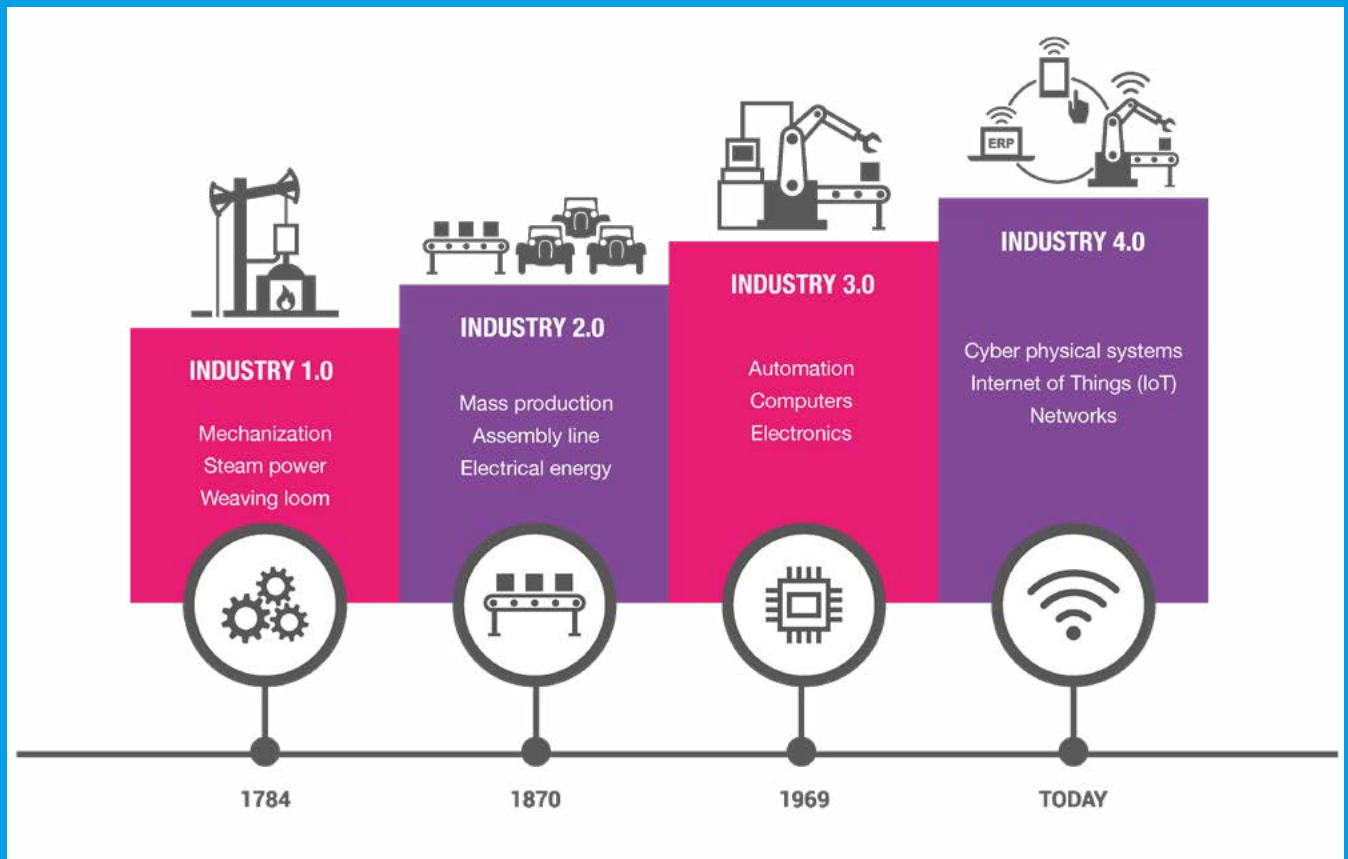 ERP
INDUSTRY 1.0
Mechanization
Steam power
Weaving loom
INDUSTRY 2.0
Mass production
Assembly line
Electrical energy
INDUSTRY 3.0
Automation
Computers
Electronics
INDUSTRY 4.0
Cyber physical systems
Internet of Things (IoT)
Networks
1784
1870
1969
TODAY